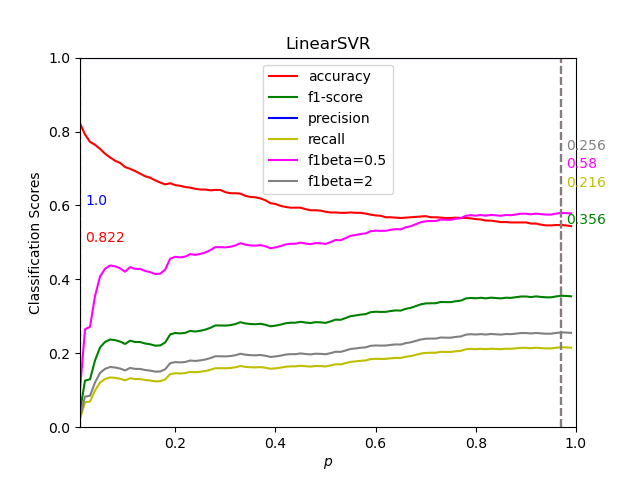 LinearSVR
Classification Scores
1.0
0.8
0.6
0.4
0.2
0.0
accuracy
f1-score
precision
recall
f1beta=0.5
f1beta=2
1.0
0.822
0.256
0.58
0.216
0.356
0.2
0.4
0.6
0.8
1.0
p